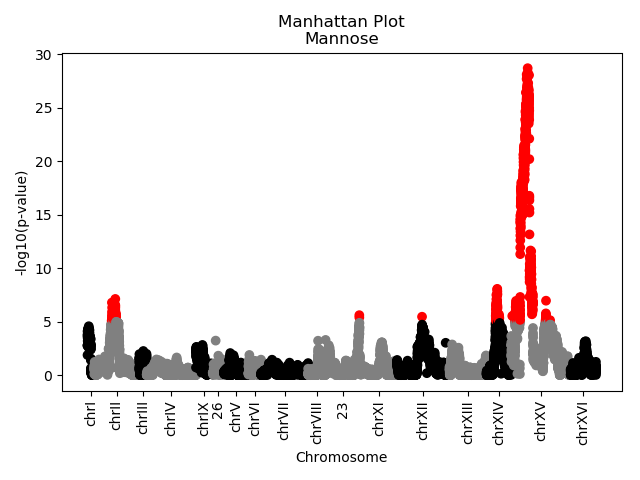 Manhattan Plot
Mannose
-log10(p-value)
30
25
20
15
10
5
0
chrI
chrII
chrIII
chrIV
chrIX
26
chrV
chrVI
chrVII
chrVIII
23
chrXI
chrXII
chrXIII
chrXIV
chrXV
chrXVI
Chromosome